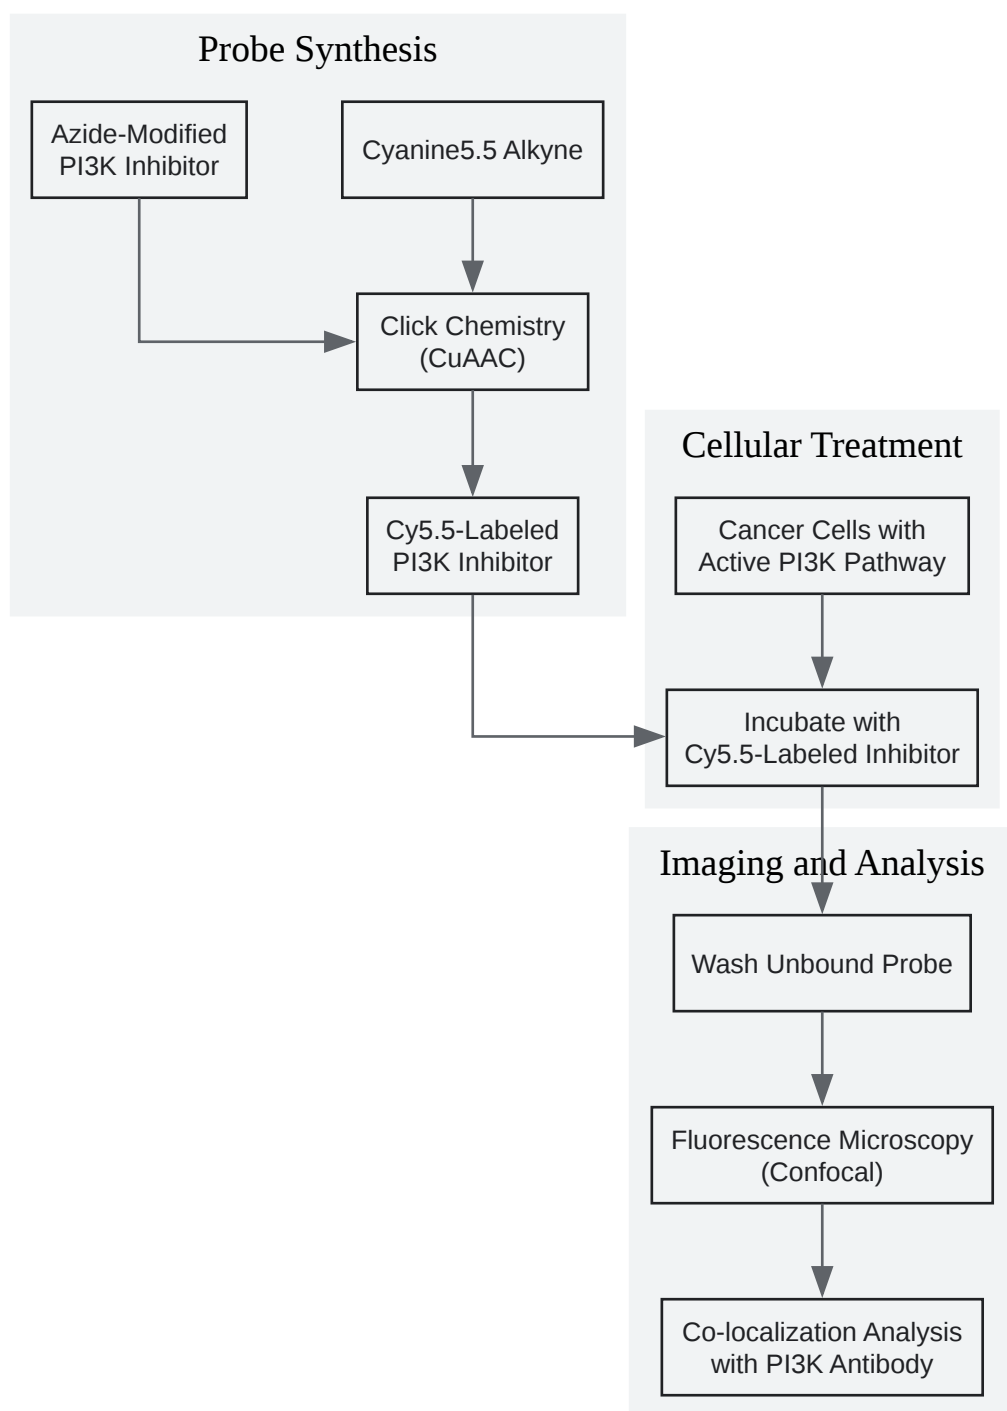 Probe Synthesis
Azide-Modified
PI3K Inhibitor
Cyanine5.5 Alkyne
Click Chemistry
(CuAAC)
Cy5.5-Labeled
PI3K Inhibitor
Cellular Treatment
Cancer Cells with
Active PI3K Pathway
Incubate with
Cy5.5-Labeled Inhibitor
Imaging and Analysis
Wash Unbound Probe
Fluorescence Microscopy
(Confocal)
Co-localization Analysis
with PI3K Antibody